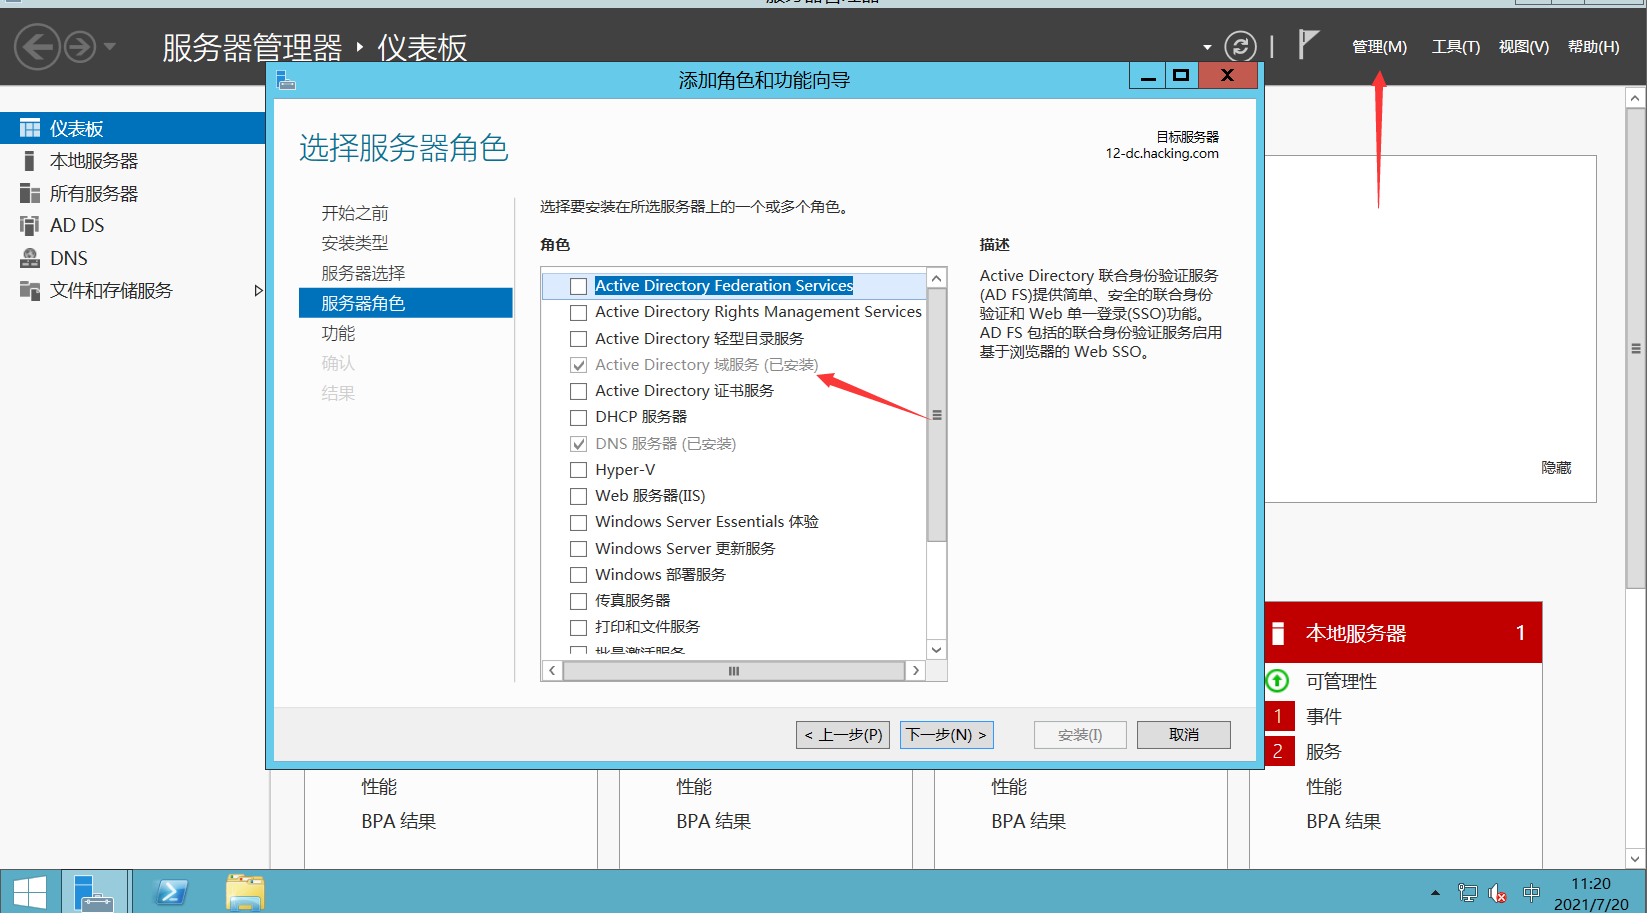 服务器管理器
服务器管理器 ‣ 仪表板
管理(M)
工具(T)
视图(V)
帮助(H)
仪表板
本地服务器
所有服务器
AD DS
DNS
文件和存储服务
添加角色和功能向导
选择服务器角色
目标服务器
12-dc.hacking.com
开始之前
安装类型
服务器选择
服务器角色
功能
确认
结果
选择要安装在所选服务器上的一个或多个角色。
角色
Active Directory Federation Services
Active Directory Rights Management Services
Active Directory 轻型目录服务
Active Directory 域服务 (已安装)
Active Directory 证书服务
DHCP 服务器
DNS 服务器 (已安装)
Hyper-V
Web 服务器(IIS)
Windows Server Essentials 体验
Windows Server 更新服务
Windows 部署服务
传真服务器
打印和文件服务
批量激活服务
描述
Active Directory 联合身份验证服务
(AD FS)提供简单、安全的联合身份
验证和 Web 单一登录(SSO)功能。
AD FS 包括的联合身份验证服务启用
基于浏览器的 Web SSO。
< 上一步(P)
下一步(N) >
安装(I)
取消
隐藏
本地服务器 1
可管理性
1 事件
2 服务
性能
BPA 结果
性能
BPA 结果
性能
BPA 结果
性能
BPA 结果
中
11:20
2021/7/20